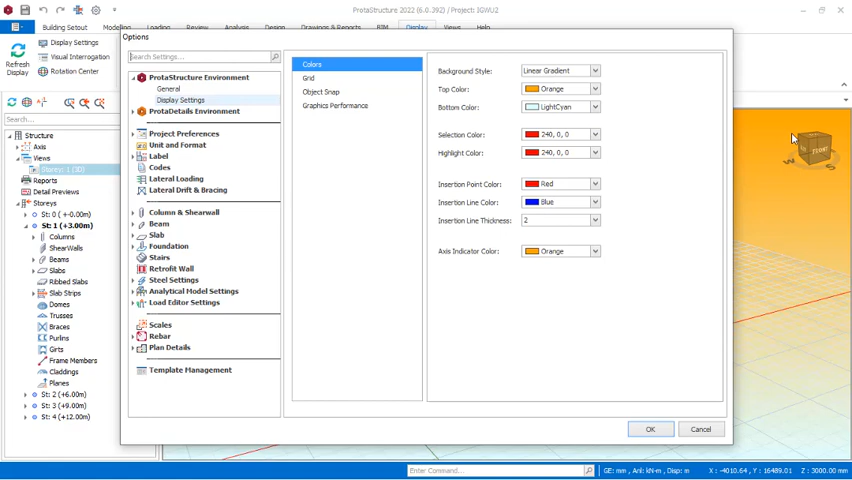 ProtaStructure 2022 (6.0.392) / Project: IGWU2
Building Setout Modelling Loading Review Analysis Design Drawings & Reports BIM Display Views Help
Refresh Display
Display Settings
Visual Interrogation
Rotation Center
Search...
Structure
Axis
Views
Storey: 1 (3D)
Reports
Detail Previews
Storeys
St: 0 ( +-0.00m)
St: 1 (+3.00m)
Columns
ShearWalls
Beams
Slabs
Ribbed Slabs
Slab Strips
Domes
Trusses
Braces
Purlins
Girts
Frame Members
Claddings
Planes
St: 2 (+6.00m)
St: 3 (+9.00m)
St: 4 (+12.00m)
Options
Search Settings...
ProtaStructure Environment
General
Display Settings
ProtaDetails Environment
Project Preferences
Unit and Format
Label
Codes
Lateral Loading
Lateral Drift & Bracing
Column & Shearwall
Beam
Slab
Foundation
Stairs
Retrofit Wall
Steel Settings
Analytical Model Settings
Load Editor Settings
Scales
Rebar
Plan Details
Template Management
Colors
Grid
Object Snap
Graphics Performance
Background Style: Linear Gradient
Top Color: Orange
Bottom Color: LightCyan
Selection Color: 240, 0, 0
Highlight Color: 240, 0, 0
Insertion Point Color: Red
Insertion Line Color: Blue
Insertion Line Thickness: 2
Axis Indicator Color: Orange
OK Cancel
FRONT
W S
Enter Command...
GE: mm , Anl: kN-m , Disp: m X : -4010.64 Y : 16489.01 Z : 3000.00 mm